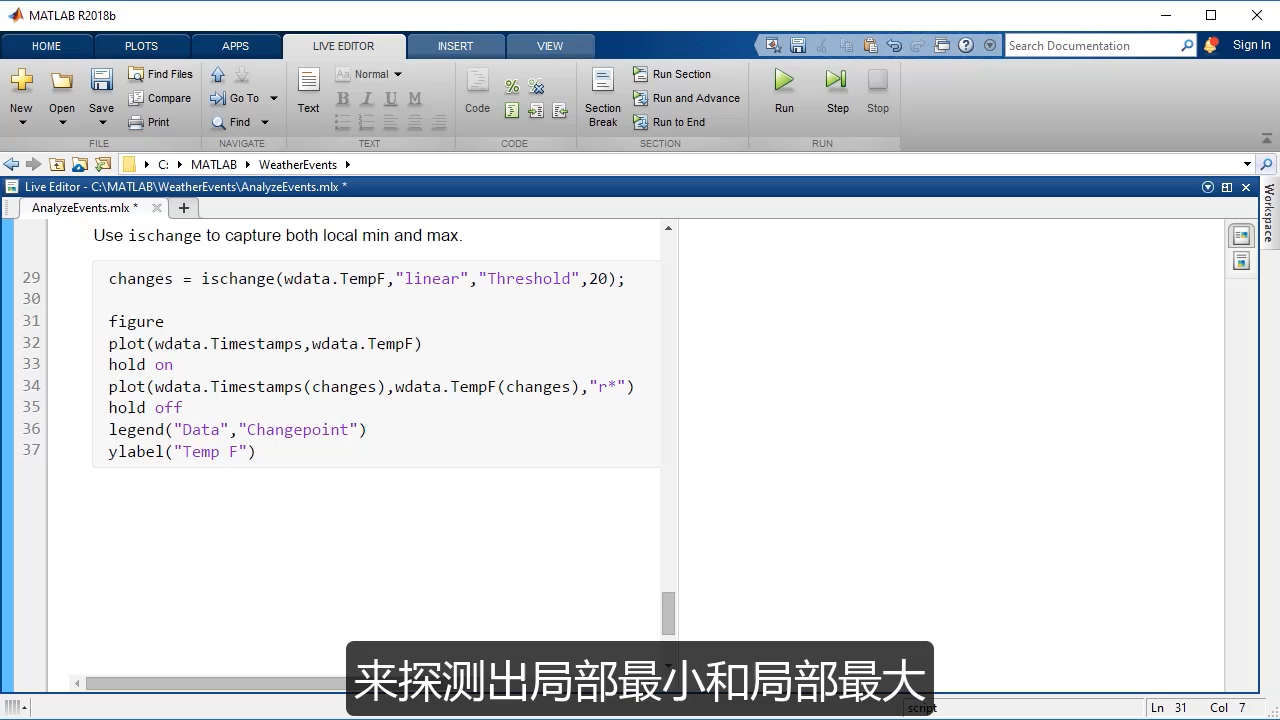 MATLAB R2018b
HOME PLOTS APPS LIVE EDITOR INSERT VIEW
Search Documentation Sign In
New Open Save Find Files Compare Print FILE
Go To Find NAVIGATE
Text Aa Normal B I U M TEXT
Code CODE
Section Break Run Section Run and Advance Run to End SECTION
Run Step Stop RUN
C: MATLAB WeatherEvents
Live Editor - C:\MATLAB\WeatherEvents\AnalyzeEvents.mlx *
AnalyzeEvents.mlx *
Workspace
Use ischange to capture both local min and max.
29 changes = ischange(wdata.TempF,"linear","Threshold",20);
30
31 figure
32 plot(wdata.Timestamps,wdata.TempF)
33 hold on
34 plot(wdata.Timestamps(changes),wdata.TempF(changes),"r*")
35 hold off
36 legend("Data","Changepoint")
37 ylabel("Temp F")
来探测出局部最小和局部最大
script Ln 31 Col 7